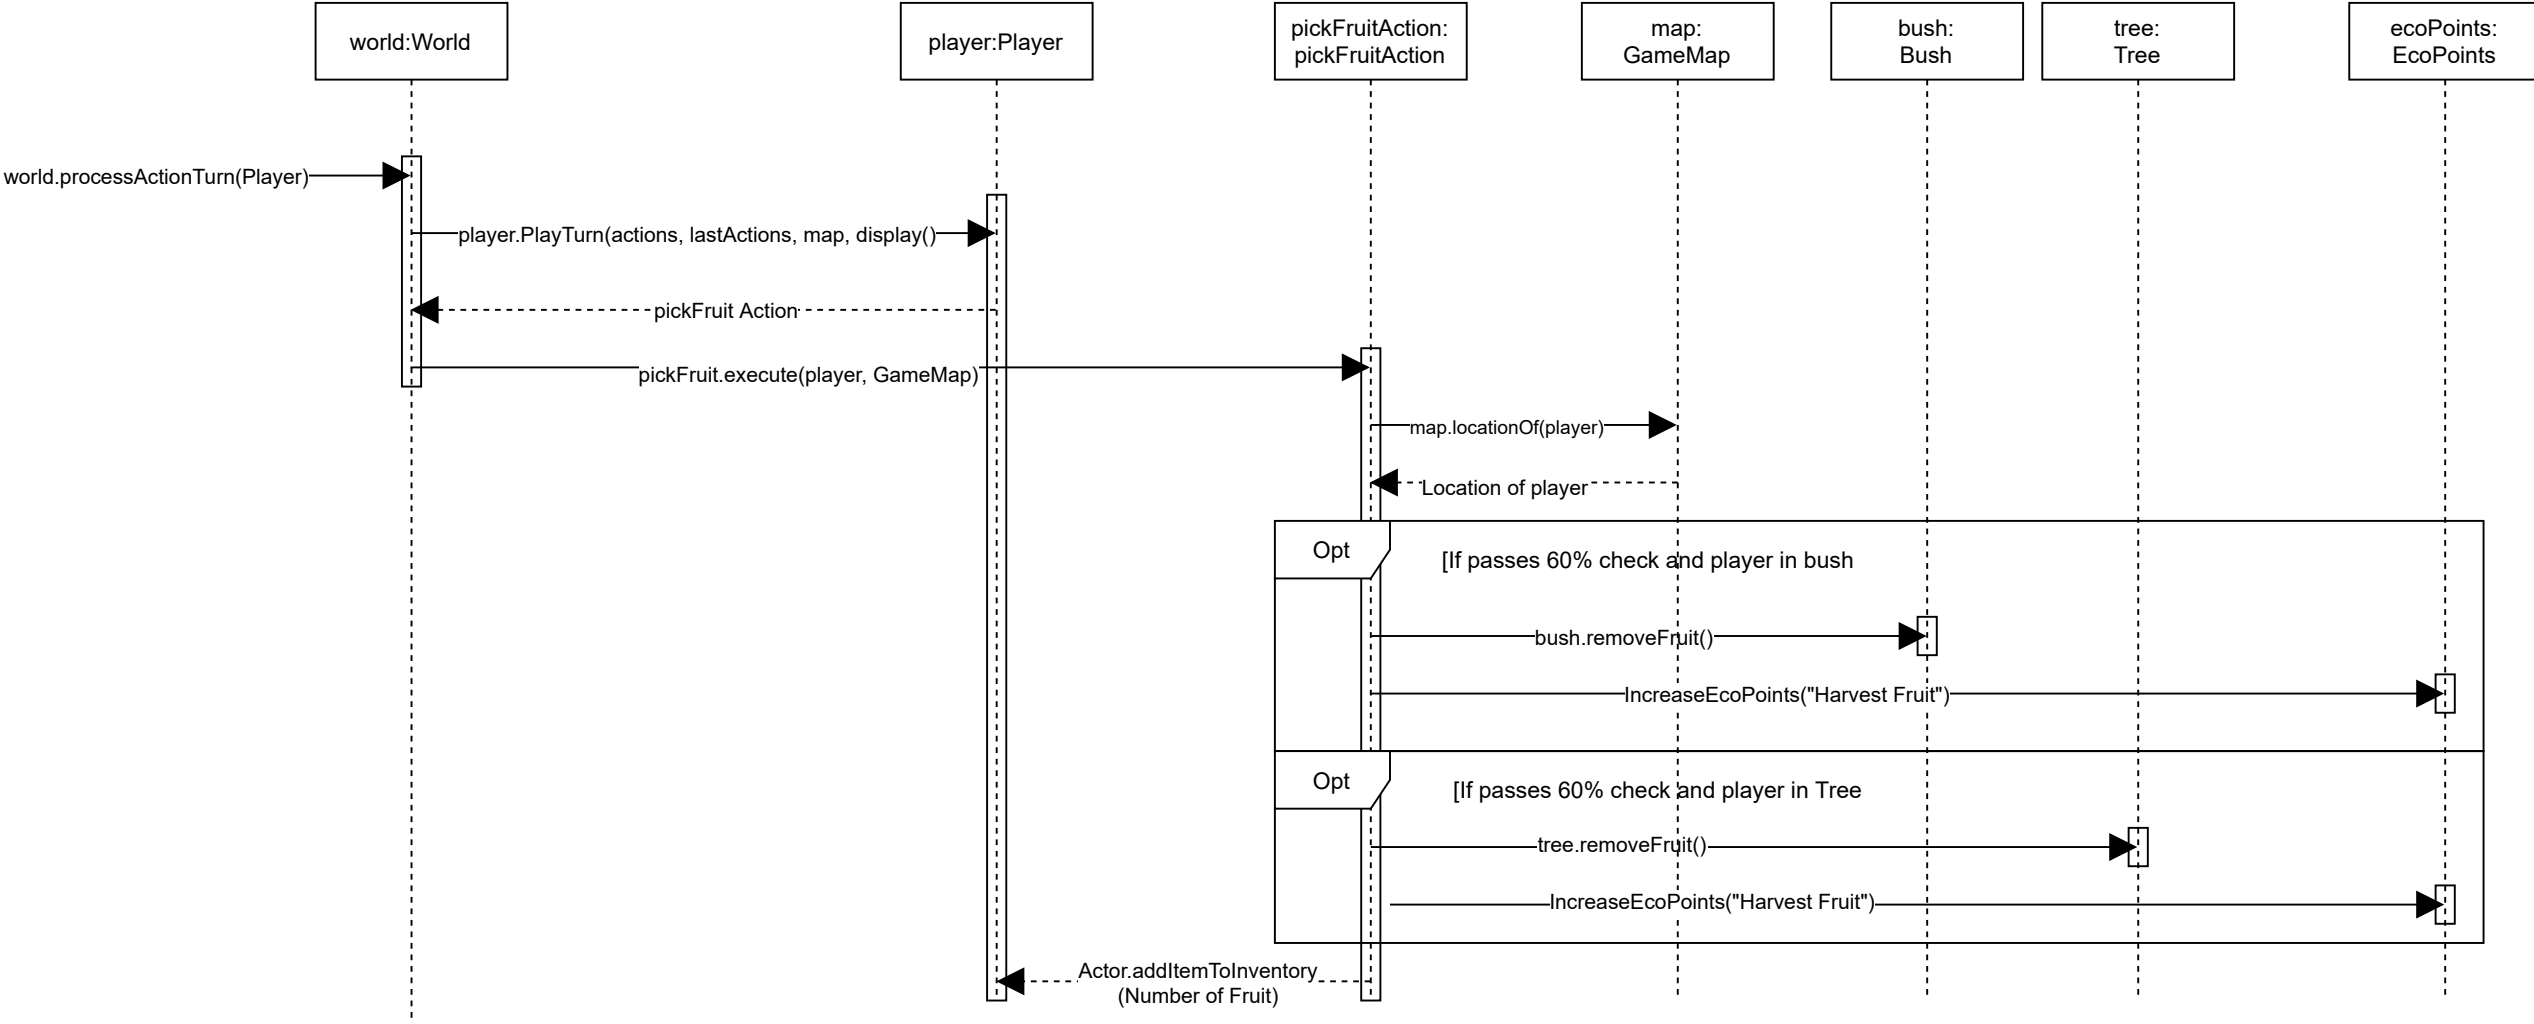 world:World
player:Player
pickFruitAction:
pickFruitAction
map:
GameMap
bush:
Bush
tree:
Tree
ecoPoints:
EcoPoints
world.processActionTurn(Player)
player.PlayTurn(actions, lastActions, map, display()
pickFruit Action
pickFruit.execute(player, GameMap)
map.locationOf(player)
Location of player
Opt
[If passes 60% check and player in bush
bush.removeFruit()
IncreaseEcoPoints("Harvest Fruit")
Opt
[If passes 60% check and player in Tree
tree.removeFruit()
IncreaseEcoPoints("Harvest Fruit")
Actor.addItemToInventory
(Number of Fruit)